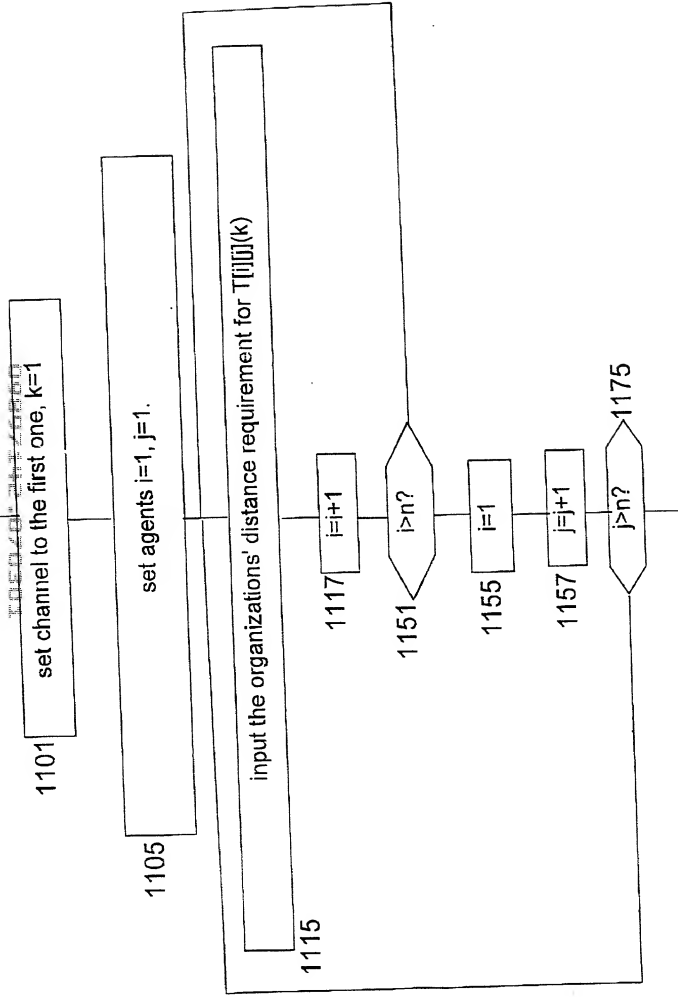 1101
set channel to the first one, k=1
1105
set agents i=1, j=1.
1115
input the organizations' distance requirement for T[i][j](k)
1117
i=i+1
1151
i>n?
1155
i=1
1157
j=j+1
j>n?
1175